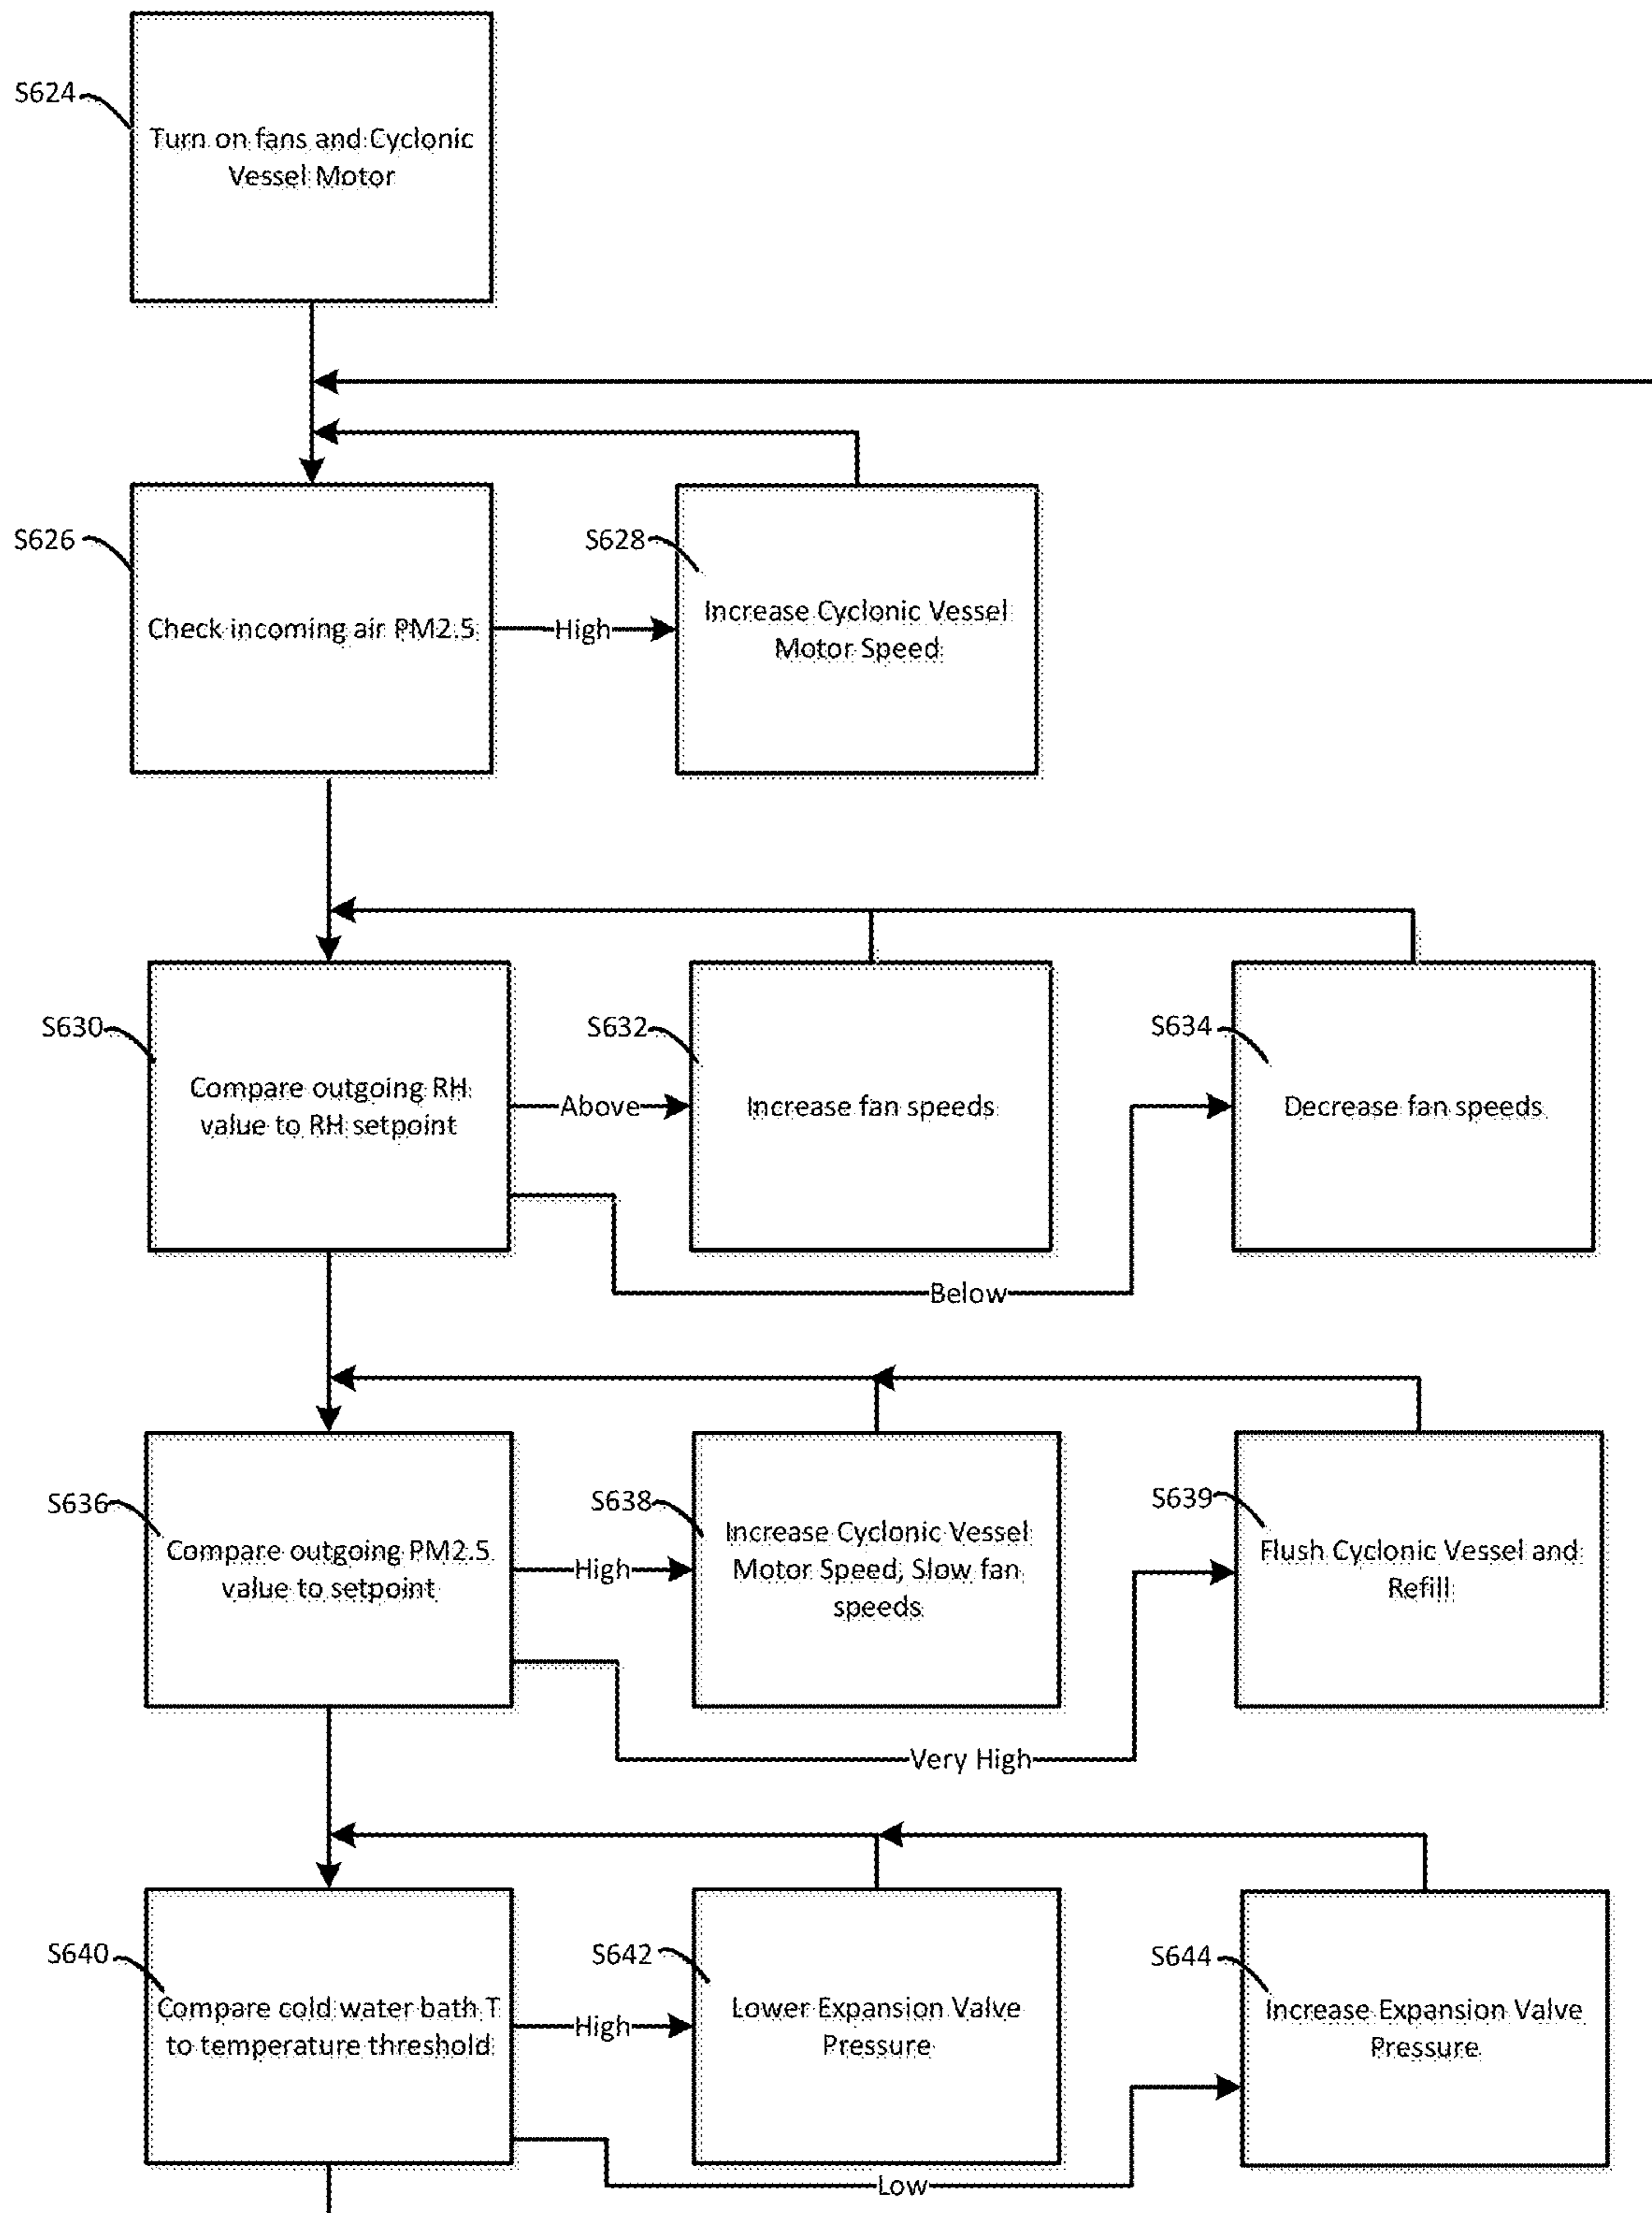 S624
Turn on fans and Cyclonic
Vessel Motor
S626
Check incoming air PM2.5
High
S628
Increase Cyclonic Vessel
Motor Speed
S630
Compare outgoing RH
value to RH setpoint
Above
S632
Increase fan speeds
S634
Decrease fan speeds
Below
S636
Compare outgoing PM2.5
value to setpoint
High
S638
Increase Cyclonic Vessel
Motor Speed, Slow fan
speeds
S639
Flush Cyclonic Vessel and
Refill
Very High
S640
Compare cold water bath T
to temperature threshold
High
S642
Lower Expansion Valve
Pressure
S644
Increase Expansion Valve
Pressure
Low